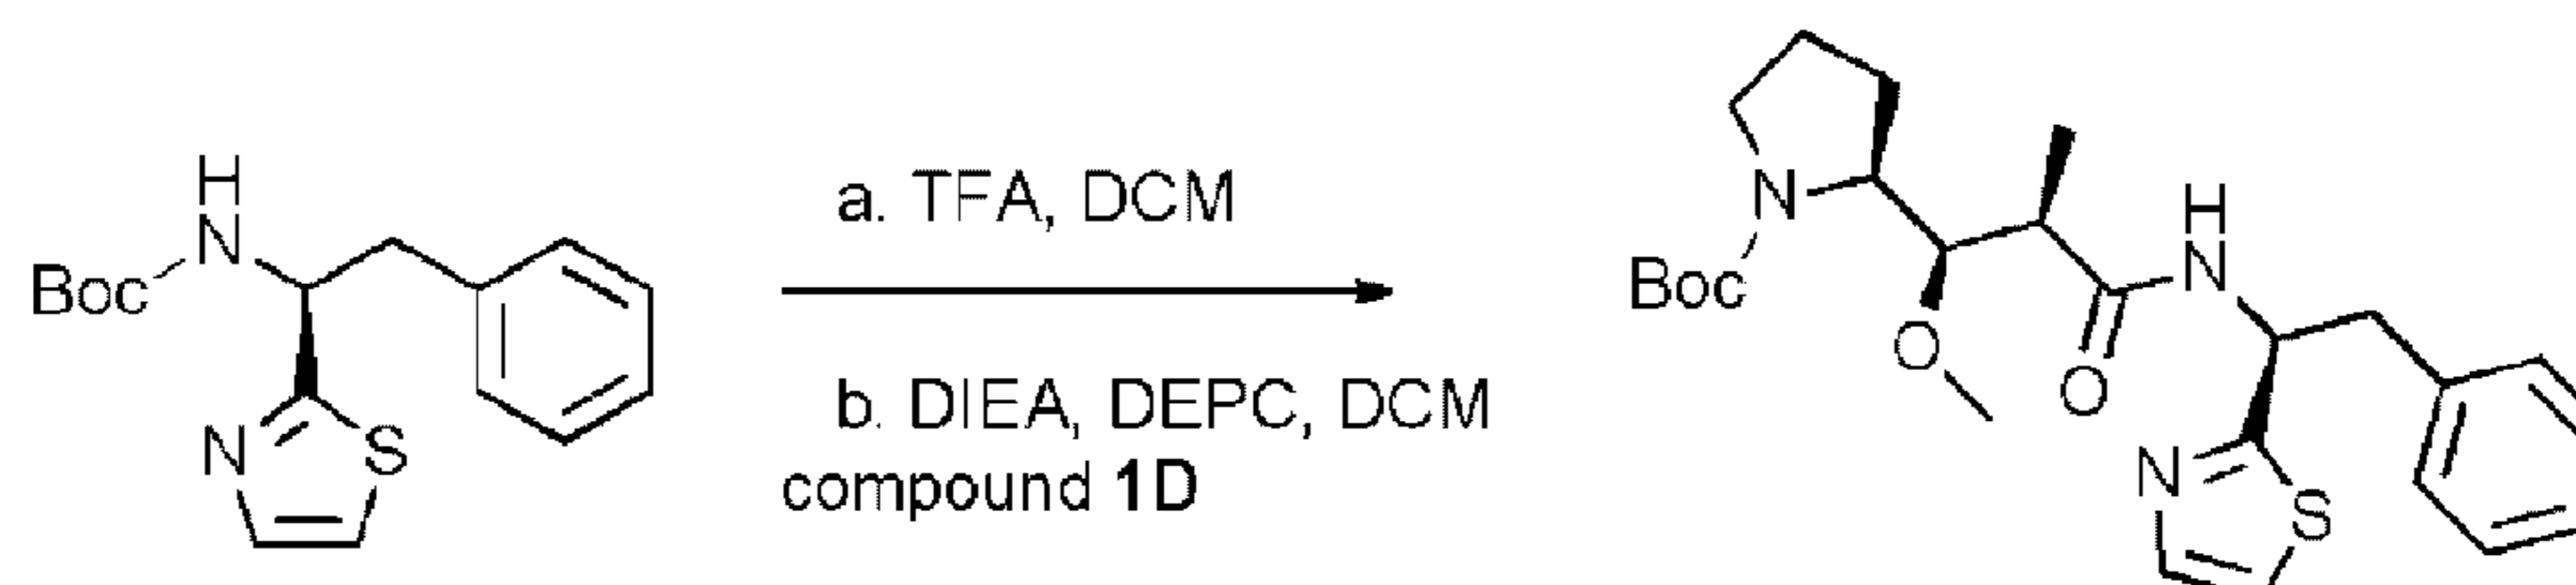 H
N
Boc
N
S
a. TFA, DCM
b. DIEA, DEPC, DCM
compound 1D
N
Boc
O
O
H
N
N
S